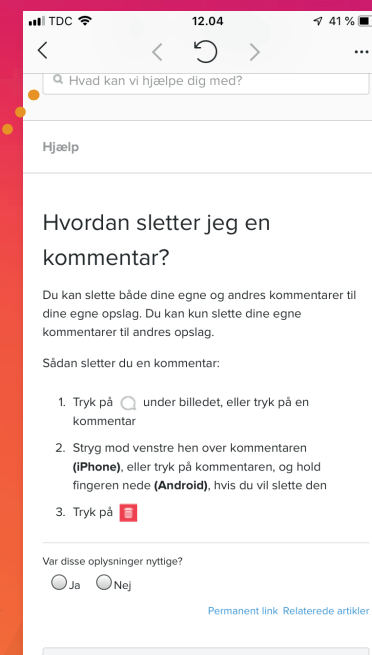 TDC 12.04 41 %
Hvad kan vi hjælpe dig med?
Hjælp
Hvordan sletter jeg en
kommentar?
Du kan slette både dine egne og andres kommentarer til
dine egne opslag. Du kan kun slette dine egne
kommentarer til andres opslag.
Sådan sletter du en kommentar:
1. Tryk på under billedet, eller tryk på en
kommentar
2. Stryg mod venstre hen over kommentaren
(iPhone), eller tryk på kommentaren, og hold
fingeren nede (Android), hvis du vil slette den
3. Tryk på
Var disse oplysninger nyttige?
Ja Nej
Permanent link Relaterede artikler